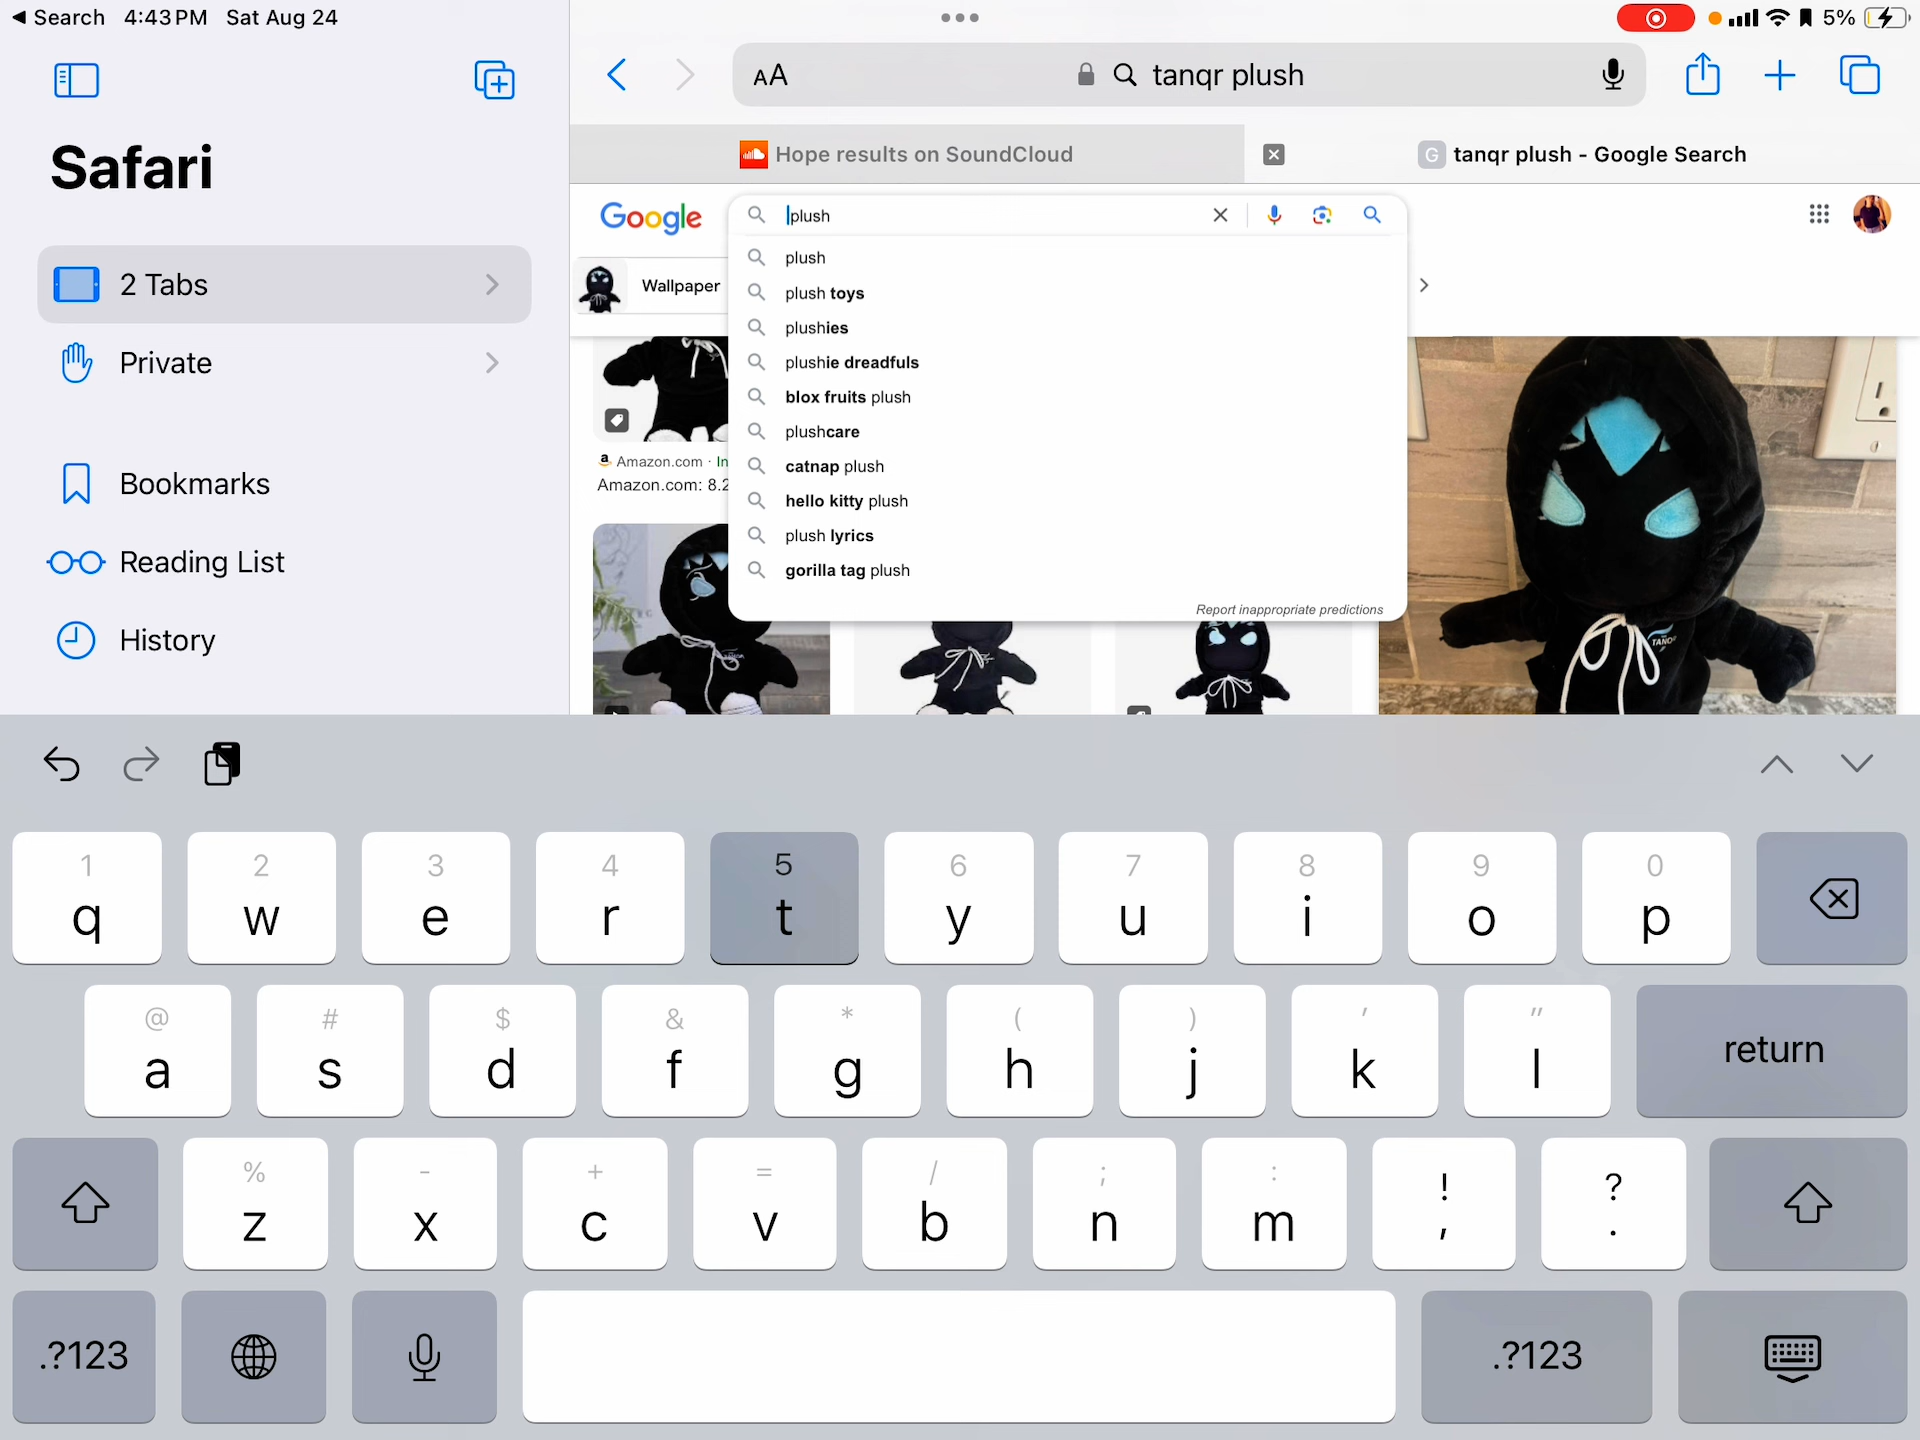 Search 4:43 PM Sat Aug 24
5%
Safari
2 Tabs
Private
Bookmarks
Reading List
History
AA
tanqr plush
Hope results on SoundCloud
G tanqr plush - Google Search
Google
plush
Wallpaper
plush
plush toys
plushies
plushie dreadfuls
blox fruits plush
plushcare
catnap plush
hello kitty plush
plush lyrics
gorilla tag plush
Report inappropriate predictions
Amazon.com · In
Amazon.com: 8.2
TANQR
1 2 3 4 5 6 7 8 9 0
q w e r t y u i o p
@ # $ & * ( ) ' "
a s d f g h j k l return
% - + = / ; : ! ?
z x c v b n m , .
.?123 .?123